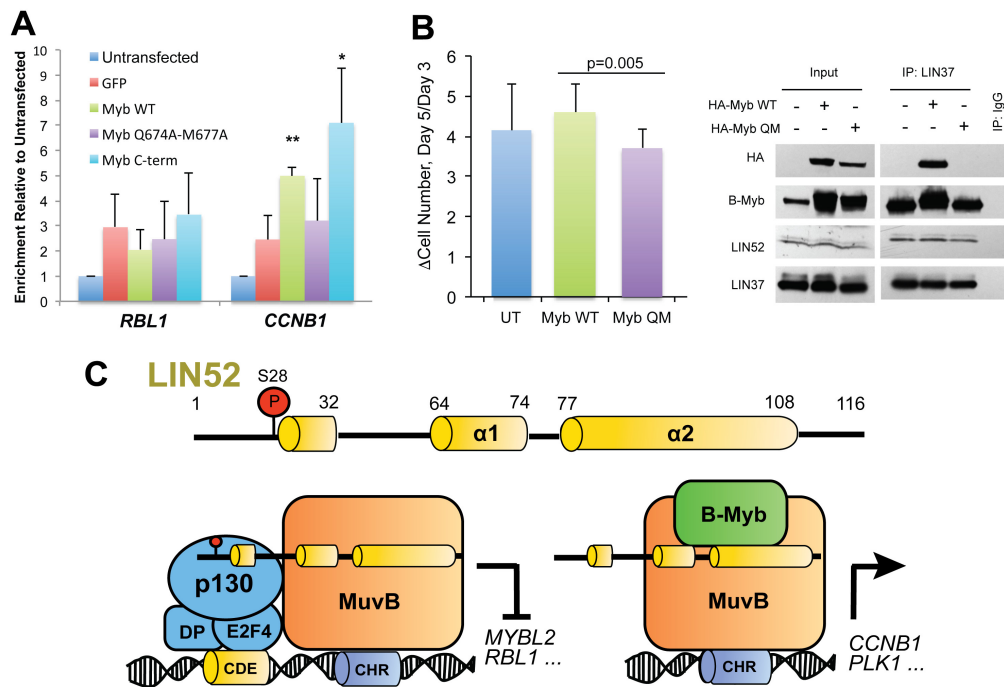 A
Enrichment Relative to Untransfected
10
9
8
7
6
5
4
3
2
1
0
Untransfected
GFP
Myb WT
Myb Q674A-M677A
Myb C-term
**
*
RBL1
CCNB1
B
ΔCell Number, Day 5/Day 3
6
5
4
3
2
1
0
p=0.005
UT
Myb WT
Myb QM
Input
IP: LIN37
IP: IgG
HA-Myb WT - + - - + -
HA-Myb QM - - + - - +
HA
B-Myb
LIN52
LIN37
C
LIN52
S28
P
1 32 64 74 77 108 116
α1
α2
p130
DP
E2F4
MuvB
CDE
CHR
MYBL2
RBL1 ...
B-Myb
MuvB
CHR
CCNB1
PLK1 ...